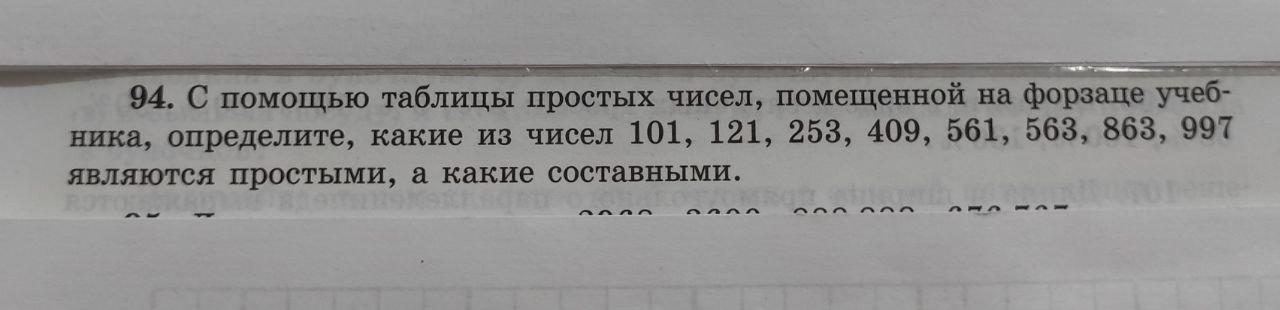 94. С помощью таблицы простых чисел, помещенной на форзаце учеб-
ника, определите, какие из чисел 101, 121, 253, 409, 561, 563, 863, 997
являются простыми, а какие составными.